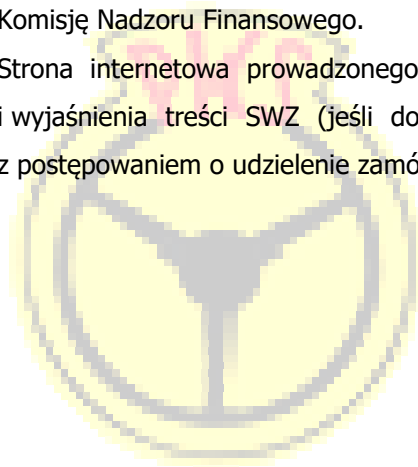 Komisję Nadzoru Finansowego.
Strona internetowa prowadzonego
i wyjaśnienia treści SWZ (jeśli do
z postępowaniem o udzielenie zamó